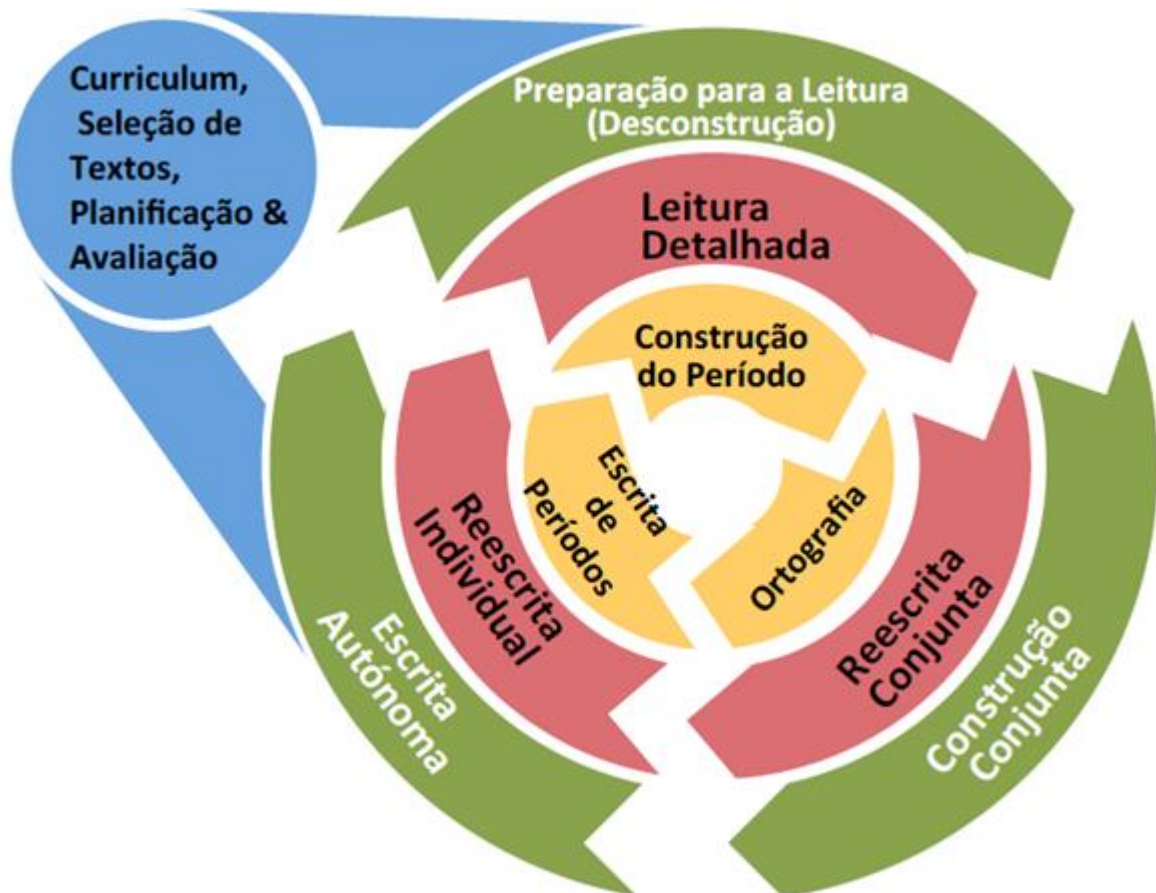 Curriculum,
Seleção de
Textos,
Planificação &
Avaliação
Preparação para a Leitura
(Desconstrução)
Leitura
Detalhada
Construção
do Período
Escrita
de
Períodos
Ortografia
Reescrita
Individual
Reescrita
Conjunta
Escrita
Autónoma
Construção
Conjunta